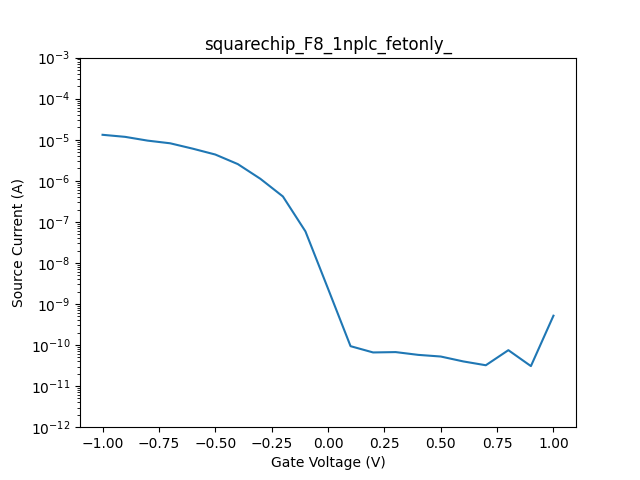 squarechip_F8_1nplc_fetonly_
10⁻³
10⁻⁴
10⁻⁵
10⁻⁶
10⁻⁷
10⁻⁸
10⁻⁹
10⁻¹⁰
10⁻¹¹
10⁻¹²
Source Current (A)
−1.00 −0.75 −0.50 −0.25 0.00 0.25 0.50 0.75 1.00
Gate Voltage (V)